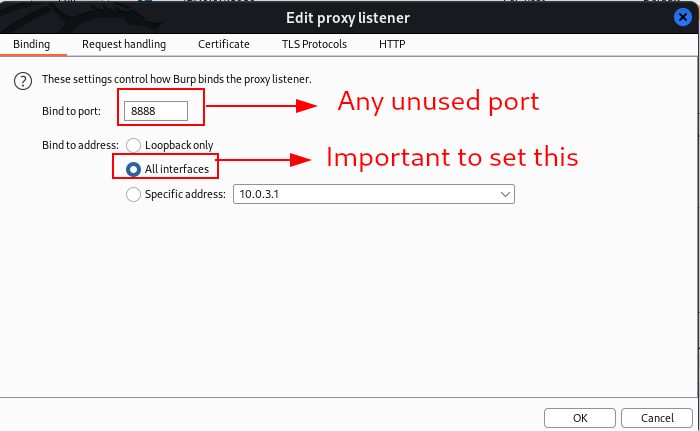 Edit proxy listener
Binding Request handling Certificate TLS Protocols HTTP
? These settings control how Burp binds the proxy listener.
Bind to port: 8888 Any unused port
Bind to address: Loopback only
All interfaces Important to set this
Specific address: 10.0.3.1
OK Cancel